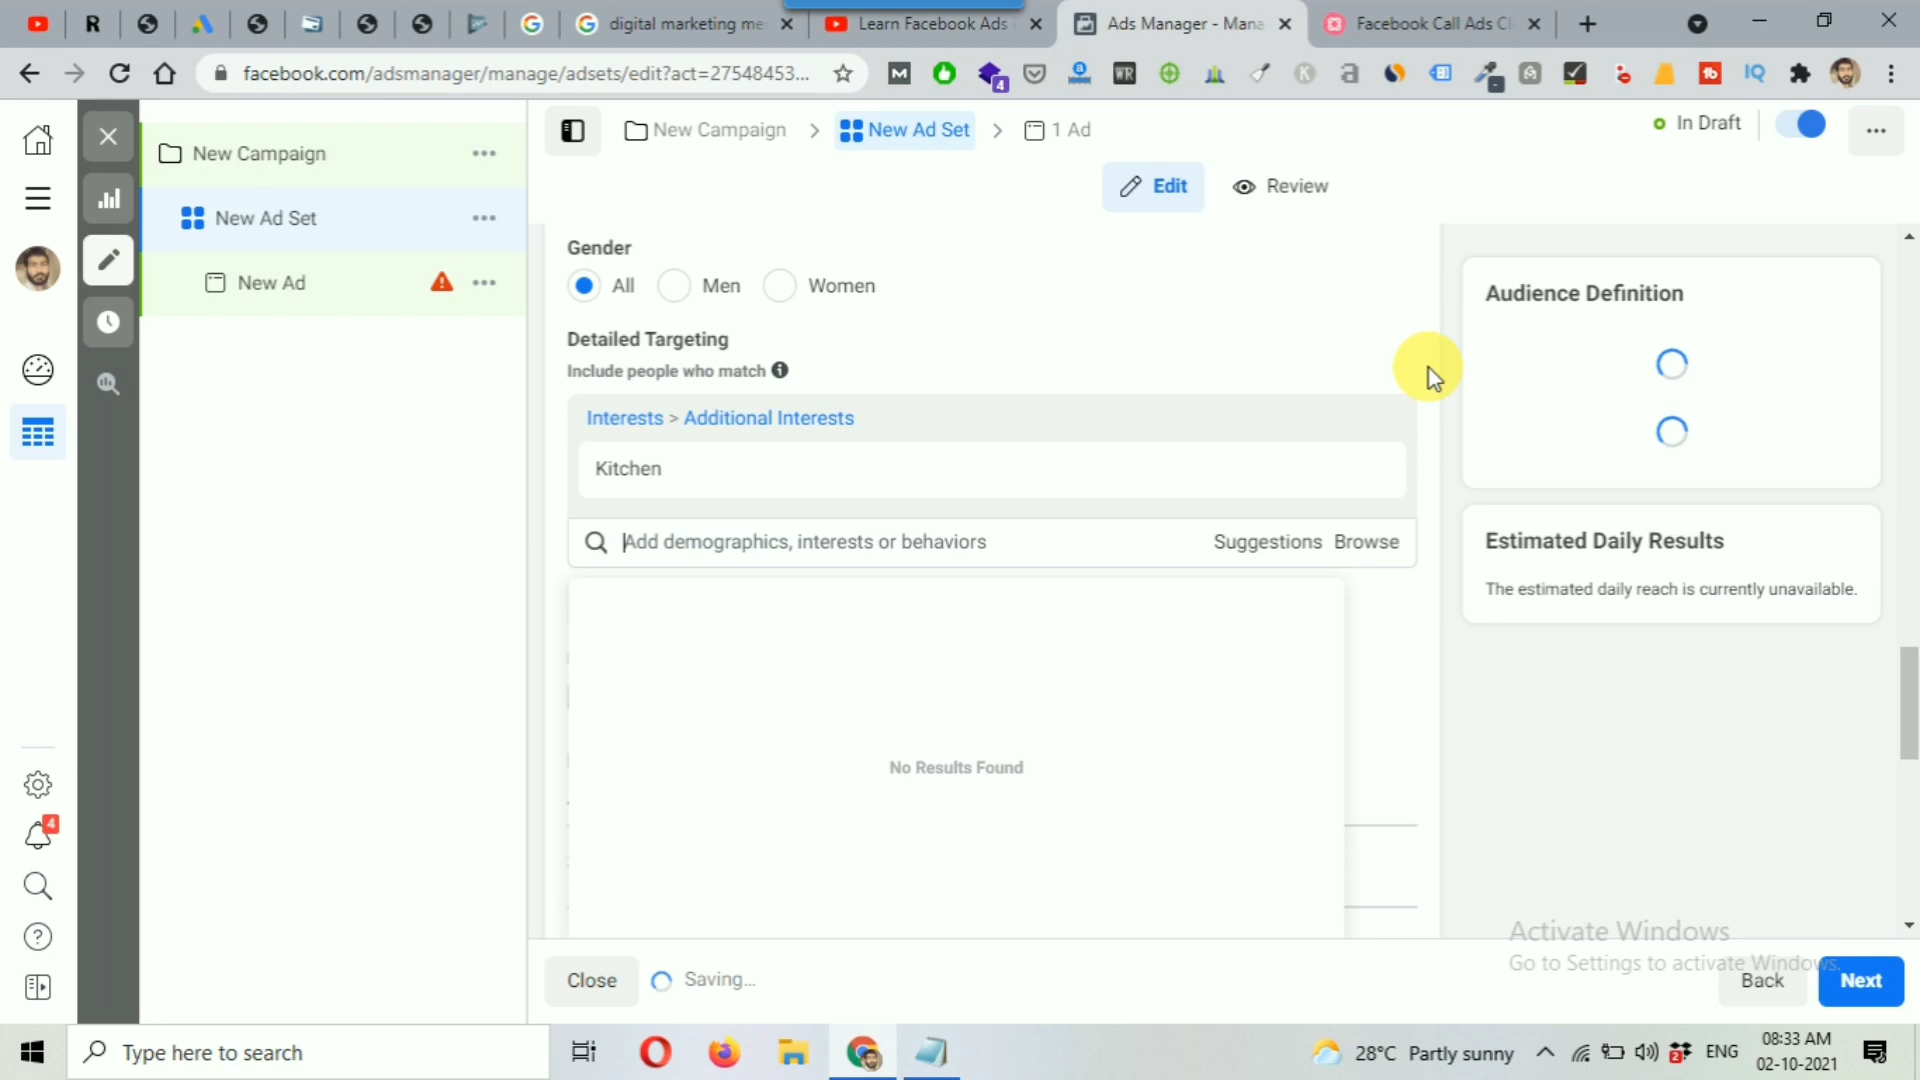 digital marketing me
Learn Facebook Ads
Ads Manager - Mana
Facebook Call Ads Cl
facebook.com/adsmanager/manage/adsets/edit?act=27548453...
4
New Campaign
New Ad Set
New Ad
New Campaign > New Ad Set > 1 Ad
In Draft
Edit
Review
Gender
All
Men
Women
Detailed Targeting
Include people who match
Interests > Additional Interests
Kitchen
Add demographics, interests or behaviors
Suggestions
Browse
No Results Found
Audience Definition
Estimated Daily Results
The estimated daily reach is currently unavailable.
4
Activate Windows
Go to Settings to activate Windows.
Close
Saving...
Back
Next
Type here to search
28°C Partly sunny
ENG
08:33 AM
02-10-2021